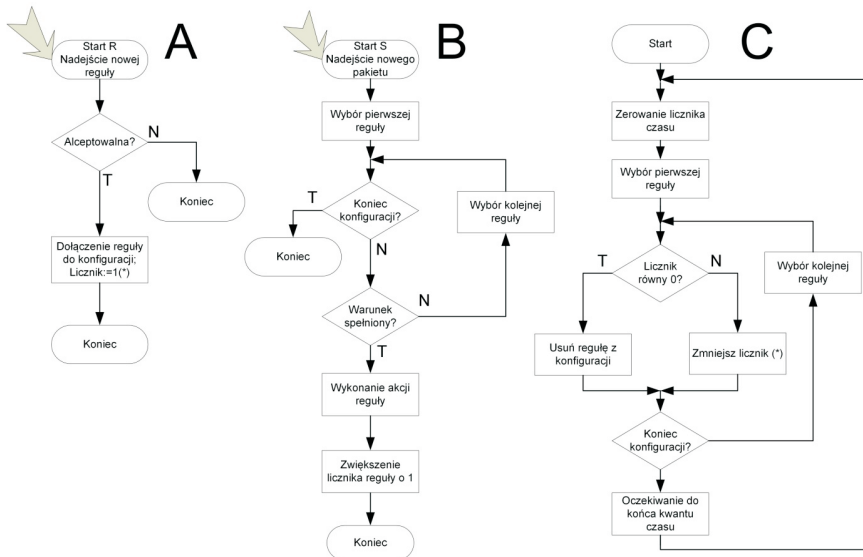 A
Start R
Nadejście nowej
reguły
Alceptowalna?
N
T
Koniec
Dołączenie reguły
do konfiguracji;
Licznik:=1(*)
Koniec
B
Start S
Nadejście nowego
pakietu
Wybór pierwszej
reguły
Koniec
konfiguracji?
T
N
Koniec
Wybór kolejnej
reguły
Warunek
spełniony?
N
T
Wykonanie akcji
reguły
Zwiększenie
licznika reguły o 1
Koniec
C
Start
Zerowanie licznika
czasu
Wybór pierwszej
reguły
Licznik
równy 0?
T
N
Wybór kolejnej
reguły
Usuń regułę z
konfiguracji
Zmniejsz licznik (*)
Koniec
konfiguracji?
Oczekiwanie do
końca kwantu
czasu